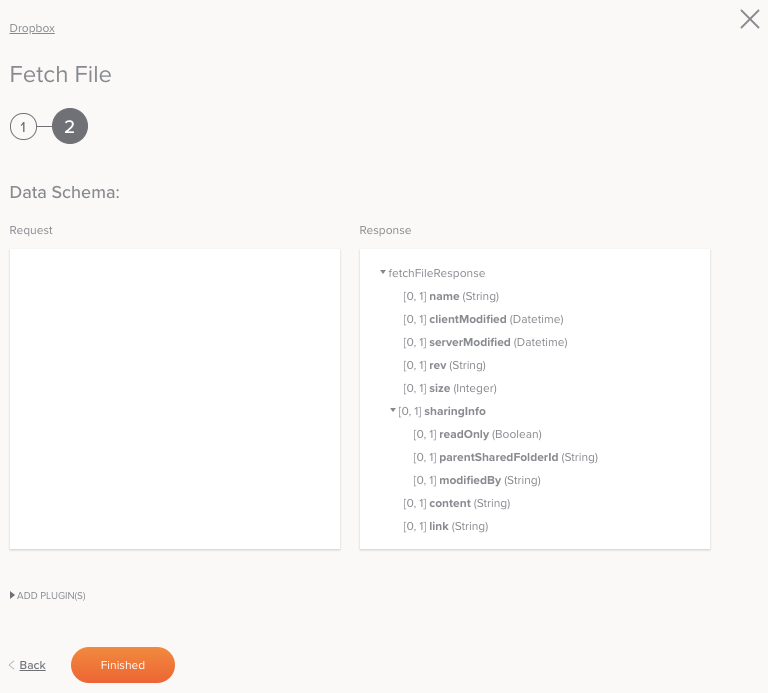 Dropbox
Fetch File
1 2
Data Schema:
Request
Response
fetchFileResponse
[0, 1] name (String)
[0, 1] clientModified (Datetime)
[0, 1] serverModified (Datetime)
[0, 1] rev (String)
[0, 1] size (Integer)
[0, 1] sharingInfo
[0, 1] readOnly (Boolean)
[0, 1] parentSharedFolderId (String)
[0, 1] modifiedBy (String)
[0, 1] content (String)
[0, 1] link (String)
ADD PLUGIN(S)
Back
Finished